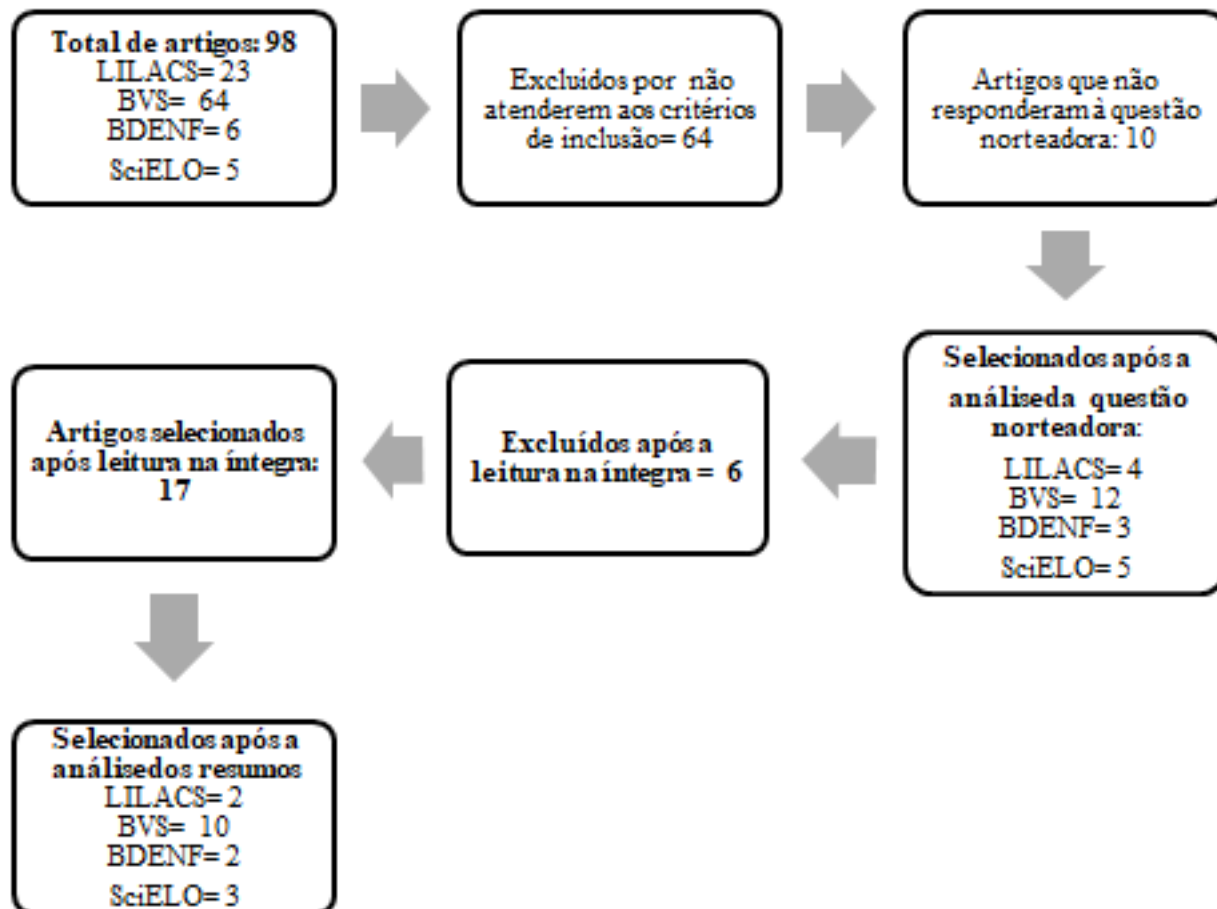 Total de artigos: 98
LILACS= 23
BVS= 64
BDENF= 6
SciELO= 5
Excluídos por não
atenderem aos critérios
de inclusão= 64
Artigos que não
responderam à questão
norteadora: 10
Selecionados após a
análiseda questão
norteadora:
LILACS= 4
BVS= 12
BDENF= 3
SciELO= 5
Excluídos após a
leitura na íntegra = 6
Artigos selecionados
após leitura na íntegra:
17
Selecionados após a
análisedos resumos
LILACS= 2
BVS= 10
BDENF= 2
SciELO= 3